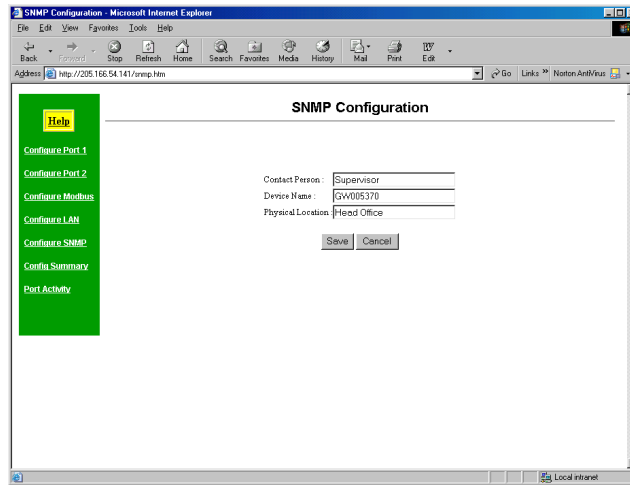 SNMP Configuration - Microsoft Internet Explorer
File Edit View Favorites Tools Help
Back Forward Stop Refresh Home Search Favorites Media History Mail Print Edit
Address http://205.166.54.141/snmp.htm Go Links » Norton AntiVirus
Help
SNMP Configuration
Configure Port 1
Configure Port 2
Configure Modbus
Configure LAN
Configure SNMP
Config Summary
Port Activity
Contact Person : Supervisor
Device Name : GW005370
Physical Location : Head Office
Save Cancel
Local intranet